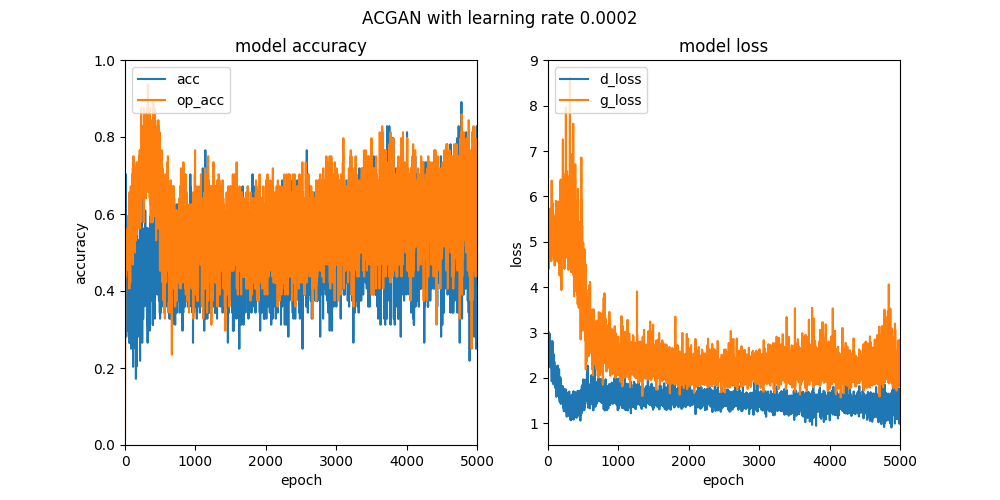 ACGAN with learning rate 0.0002
model accuracy
acc
op_acc
accuracy
1.0
0.8
0.6
0.4
0.2
0.0
0 1000 2000 3000 4000 5000
epoch
model loss
d_loss
g_loss
loss
9
8
7
6
5
4
3
2
1
0 1000 2000 3000 4000 5000
epoch